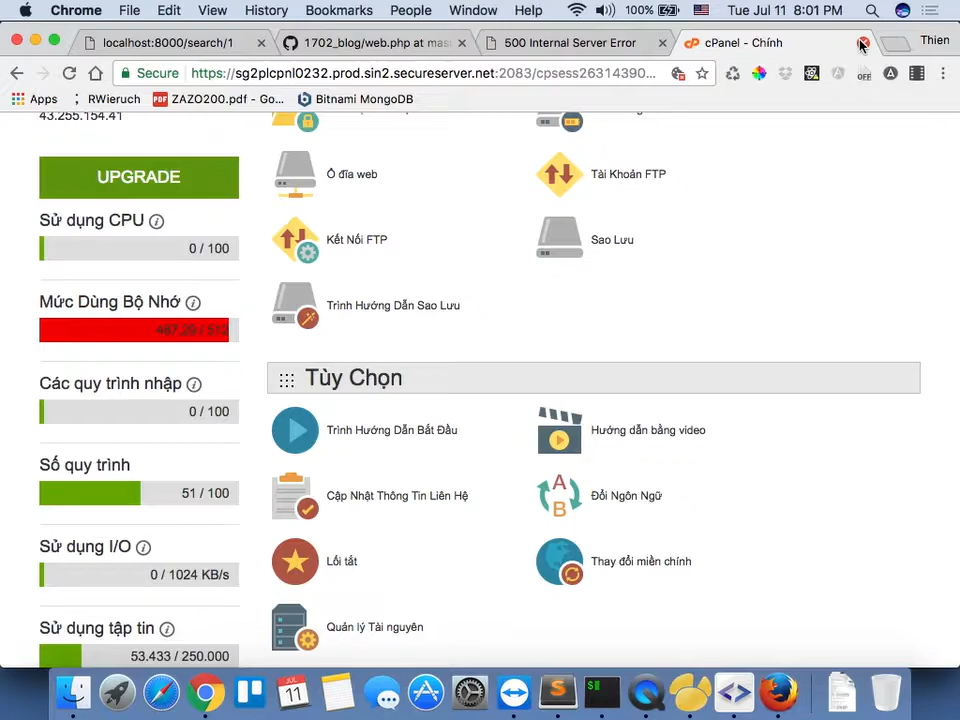 Chrome File Edit View History Bookmarks People Window Help 100% Tue Jul 11 8:01 PM
localhost:8000/search/1 1702_blog/web.php at mas 500 Internal Server Error cPanel - Chính Thien
Secure https://sg2plcpnl0232.prod.sin2.secureserver.net:2083/cpsess26314390... OFF
Apps RWieruch PDF ZAZO200.pdf - Go... Bitnami MongoDB
43.255.154.41
UPGRADE
Sử dụng CPU
0 / 100
Mức Dùng Bộ Nhớ
487,29 / 512
Các quy trình nhập
0 / 100
Số quy trình
51 / 100
Sử dụng I/O
0 / 1024 KB/s
Sử dụng tập tin
53.433 / 250.000
Ổ đĩa web
Tài Khoản FTP
Kết Nối FTP
Sao Lưu
Trình Hướng Dẫn Sao Lưu
Tùy Chọn
Trình Hướng Dẫn Bắt Đầu
Hướng dẫn bằng video
Cập Nhật Thông Tin Liên Hệ
A
B
Đổi Ngôn Ngữ
Lối tắt
Thay đổi miền chính
Quản lý Tài nguyên
JUL
11